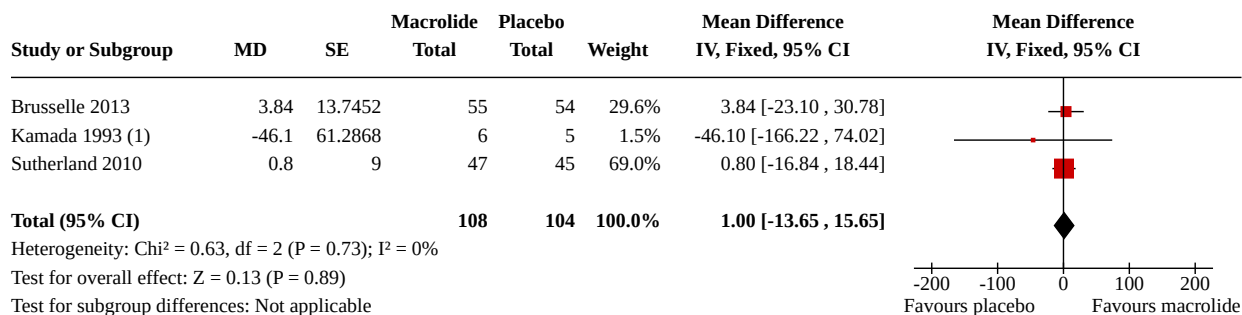 Macrolide Placebo Mean Difference Mean Difference
Study or Subgroup MD SE Total Total Weight IV, Fixed, 95% CI IV, Fixed, 95% CI
Brusselle 2013 3.84 13.7452 55 54 29.6% 3.84 [-23.10 , 30.78]
Kamada 1993 (1) -46.1 61.2868 6 5 1.5% -46.10 [-166.22 , 74.02]
Sutherland 2010 0.8 9 47 45 69.0% 0.80 [-16.84 , 18.44]
Total (95% CI) 108 104 100.0% 1.00 [-13.65 , 15.65]
Heterogeneity: Chi² = 0.63, df = 2 (P = 0.73); I² = 0%
Test for overall effect: Z = 0.13 (P = 0.89)
-200 -100 0 100 200
Test for subgroup differences: Not applicable
Favours placebo Favours macrolide